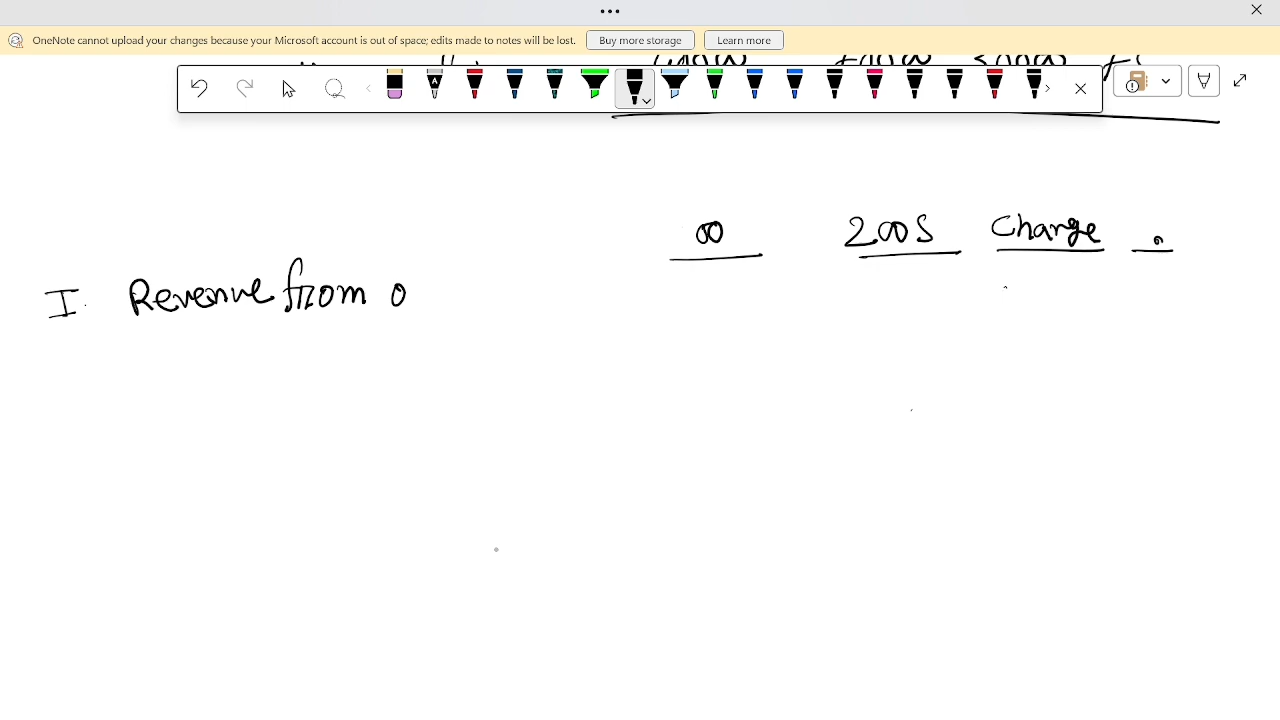 OneNote cannot upload your changes because your Microsoft account is out of space; edits made to notes will be lost. Buy more storage Learn more
00 2005 Change
I. Revenue from o